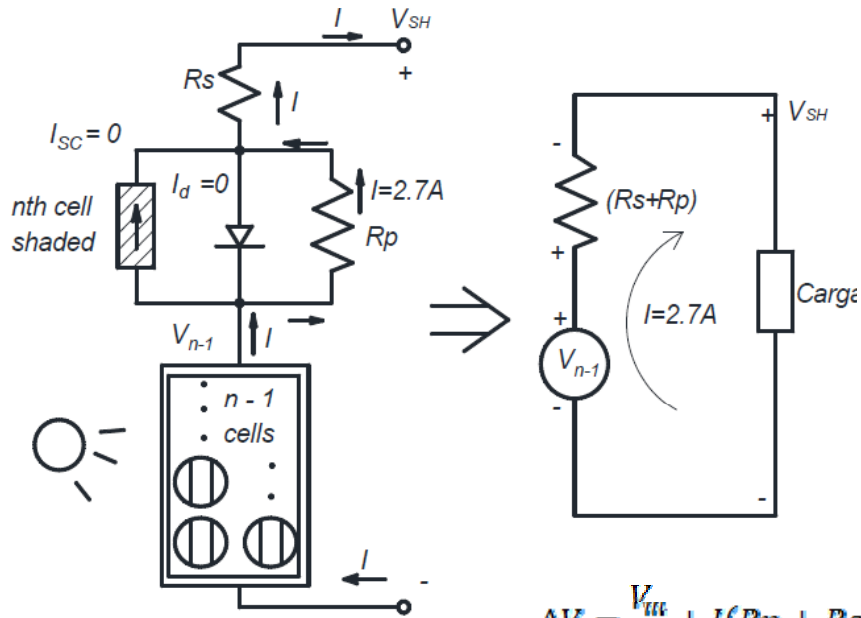 I
V_SH
+
Rs
I
I_SC = 0
I_d =0
I=2.7A
nth cell
shaded
Rp
V_n-1
I
n - 1
cells
I
-
+
V_SH
-
(Rs+Rp)
+
+
V_n-1
-
I=2.7A
Carga
-